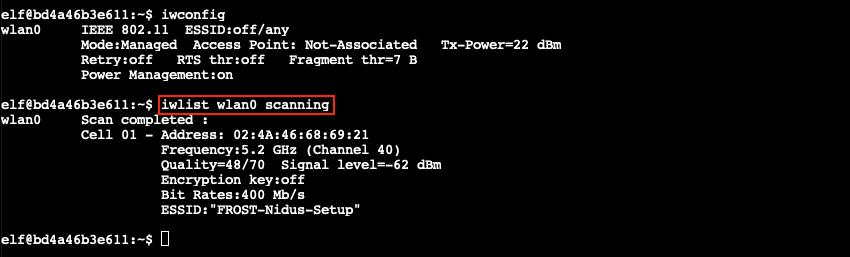 elf@bd4a46b3e611:~$ iwconfig
wlan0     IEEE 802.11  ESSID:off/any
          Mode:Managed  Access Point: Not-Associated   Tx-Power=22 dBm
          Retry:off   RTS thr:off   Fragment thr=7 B
          Power Management:on
elf@bd4a46b3e611:~$ iwlist wlan0 scanning
wlan0     Scan completed :
          Cell 01 - Address: 02:4A:46:68:69:21
                    Frequency:5.2 GHz (Channel 40)
                    Quality=48/70  Signal level=-62 dBm
                    Encryption key:off
                    Bit Rates:400 Mb/s
                    ESSID:"FROST-Nidus-Setup"
elf@bd4a46b3e611:~$